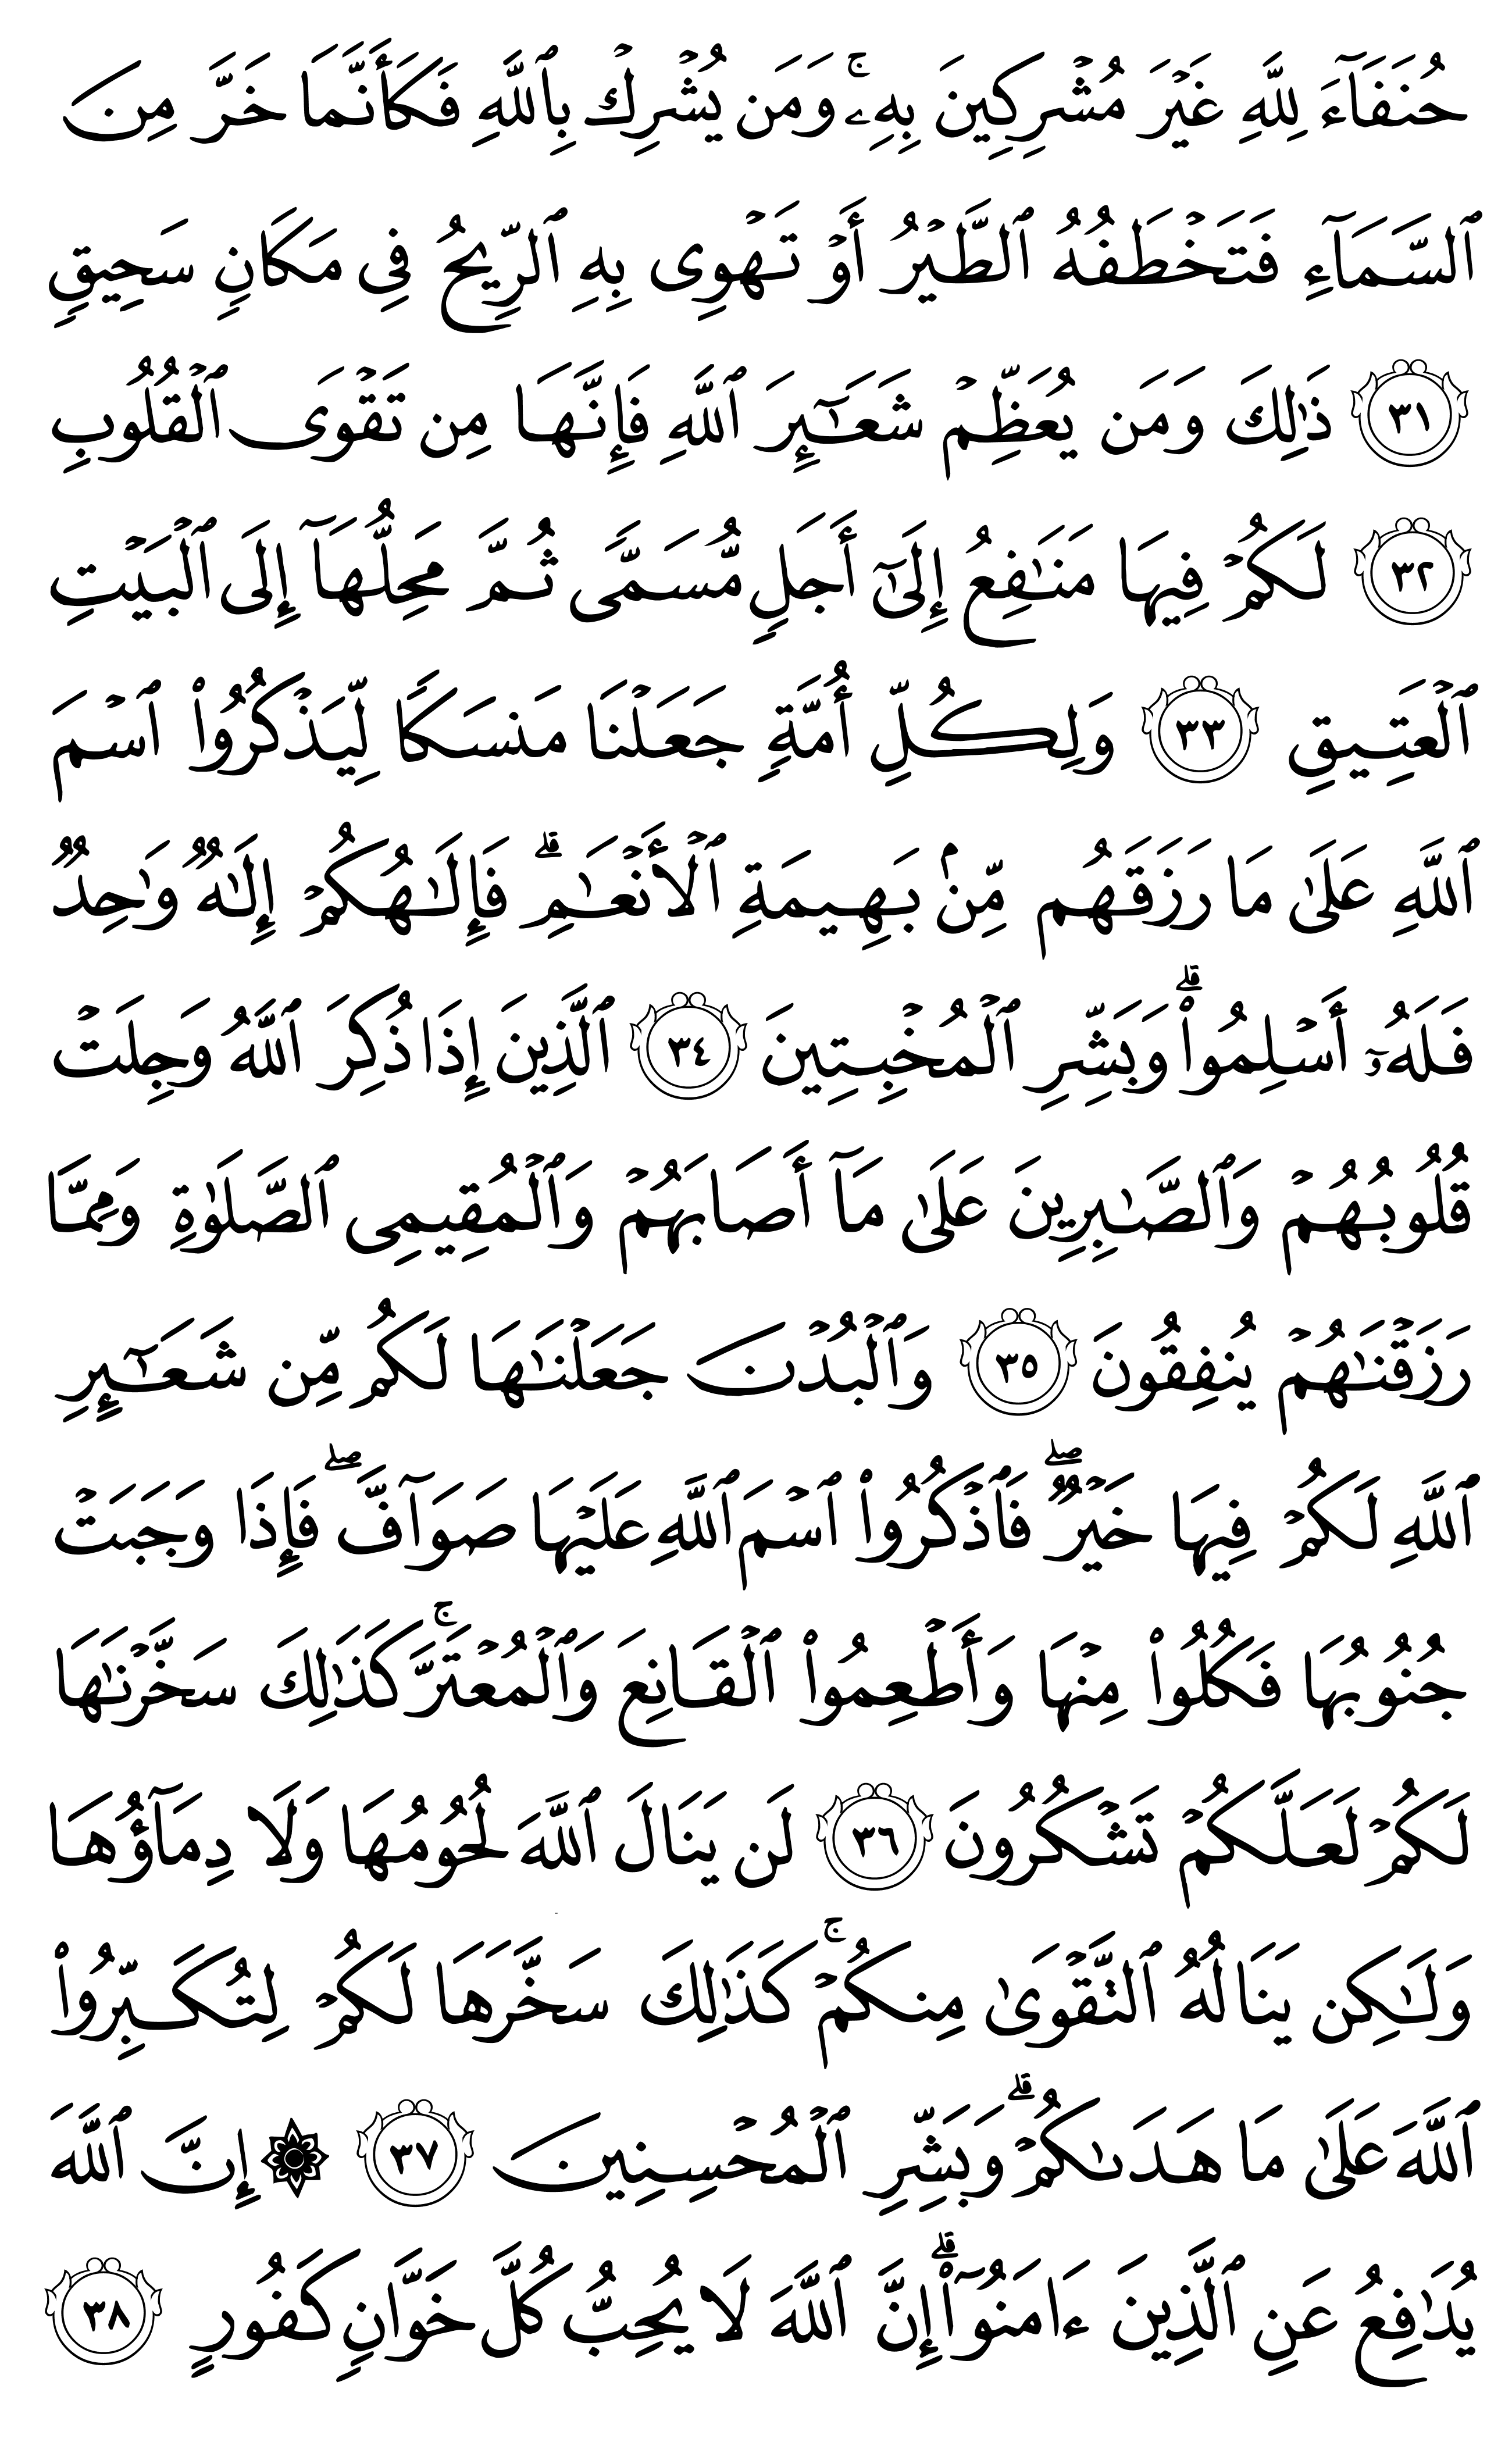 حُنَفَآءَ لِلَّهِ غَيۡرَ مُشۡرِكِينَ بِهِۦۚ وَمَن يُشۡرِكۡ بِٱللَّهِ فَكَأَنَّمَا خَرَّ مِنَ
ٱلسَّمَآءِ فَتَخۡطَفُهُ ٱلطَّيۡرُ أَوۡ تَهۡوِى بِهِ ٱلرِّيحُ فِى مَكَانٍ سَحِيقٍ
٣١ ذَٰلِكَ وَمَن يُعَظِّمۡ شَعَٰٓئِرَ ٱللَّهِ فَإِنَّهَا مِن تَقۡوَى ٱلۡقُلُوبِ
٣٢ لَكُمۡ فِيهَا مَنَٰفِعُ إِلَىٰٓ أَجَلٍ مُّسَمًّى ثُمَّ مَحِلُّهَآ إِلَى ٱلۡبَيۡتِ
ٱلۡعَتِيقِ ٣٣ وَلِكُلِّ أُمَّةٍ جَعَلۡنَا مَنسَكًا لِّيَذۡكُرُواْ ٱسۡمَ
ٱللَّهِ عَلَىٰ مَا رَزَقَهُم مِّنۢ بَهِيمَةِ ٱلۡأَنۡعَٰمِۗ فَإِلَٰهُكُمۡ إِلَٰهٌ وَٰحِدٌ
فَلَهُۥٓ أَسۡلِمُواْۗ وَبَشِّرِ ٱلۡمُخۡبِتِينَ ٣٤ ٱلَّذِينَ إِذَا ذُكِرَ ٱللَّهُ وَجِلَتۡ
قُلُوبُهُمۡ وَٱلصَّٰبِرِينَ عَلَىٰ مَآ أَصَابَهُمۡ وَٱلۡمُقِيمِى ٱلصَّلَوٰةِ وَمِمَّا
رَزَقۡنَٰهُمۡ يُنفِقُونَ ٣٥ وَٱلۡبُدۡنَ جَعَلۡنَٰهَا لَكُم مِّن شَعَٰٓئِرِ
ٱللَّهِ لَكُمۡ فِيهَا خَيۡرٌۖ فَٱذۡكُرُواْ ٱسۡمَ ٱللَّهِ عَلَيۡهَا صَوَآفَّۖ فَإِذَا وَجَبَتۡ
جُنُوبُهَا فَكُلُواْ مِنۡهَا وَأَطۡعِمُواْ ٱلۡقَانِعَ وَٱلۡمُعۡتَرَّۚ كَذَٰلِكَ سَخَّرۡنَٰهَا
لَكُمۡ لَعَلَّكُمۡ تَشۡكُرُونَ ٣٦ لَن يَنَالَ ٱللَّهَ لُحُومُهَا وَلَا دِمَآؤُهَا
وَلَٰكِن يَنَالُهُ ٱلتَّقۡوَىٰ مِنكُمۡۚ كَذَٰلِكَ سَخَّرَهَا لَكُمۡ لِتُكَبِّرُواْ
ٱللَّهَ عَلَىٰ مَا هَدَىٰكُمۡۗ وَبَشِّرِ ٱلۡمُحۡسِنِينَ ٣٧ ۞ إِنَّ ٱللَّهَ
يُدَٰفِعُ عَنِ ٱلَّذِينَ ءَامَنُوٓاْۗ إِنَّ ٱللَّهَ لَا يُحِبُّ كُلَّ خَوَّانٍ كَفُورٍ ٣٨